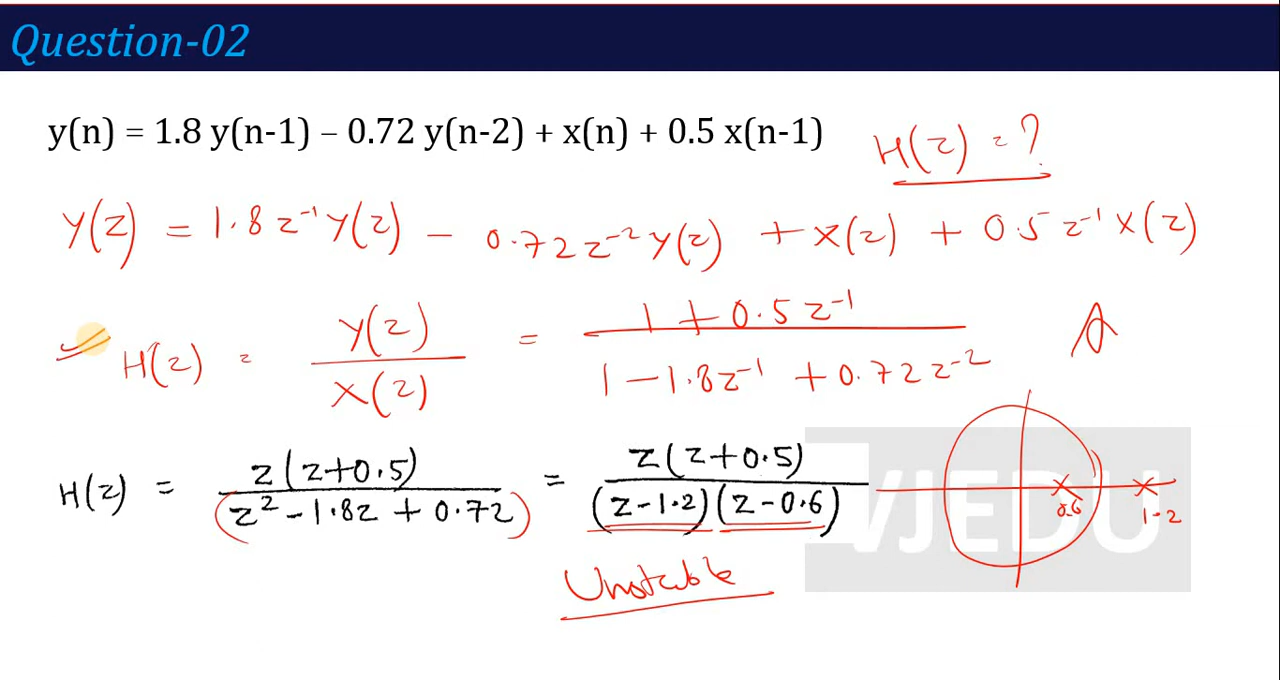 Question-02
y(n) = 1.8 y(n-1) – 0.72 y(n-2) + x(n) + 0.5 x(n-1)
H(z) = ?
Y(z) = 1.8 z⁻¹ Y(z) - 0.72 z⁻² Y(z) + X(z) + 0.5 z⁻¹ X(z)
H(z) = Y(z) / X(z) = (1 + 0.5 z⁻¹) / (1 - 1.8 z⁻¹ + 0.72 z⁻²) A
H(z) = z(z+0.5) / (z² - 1.8z + 0.72) = z(z+0.5) / (z-1.2)(z-0.6)
0.6 1.2
VJEDU
Unstable